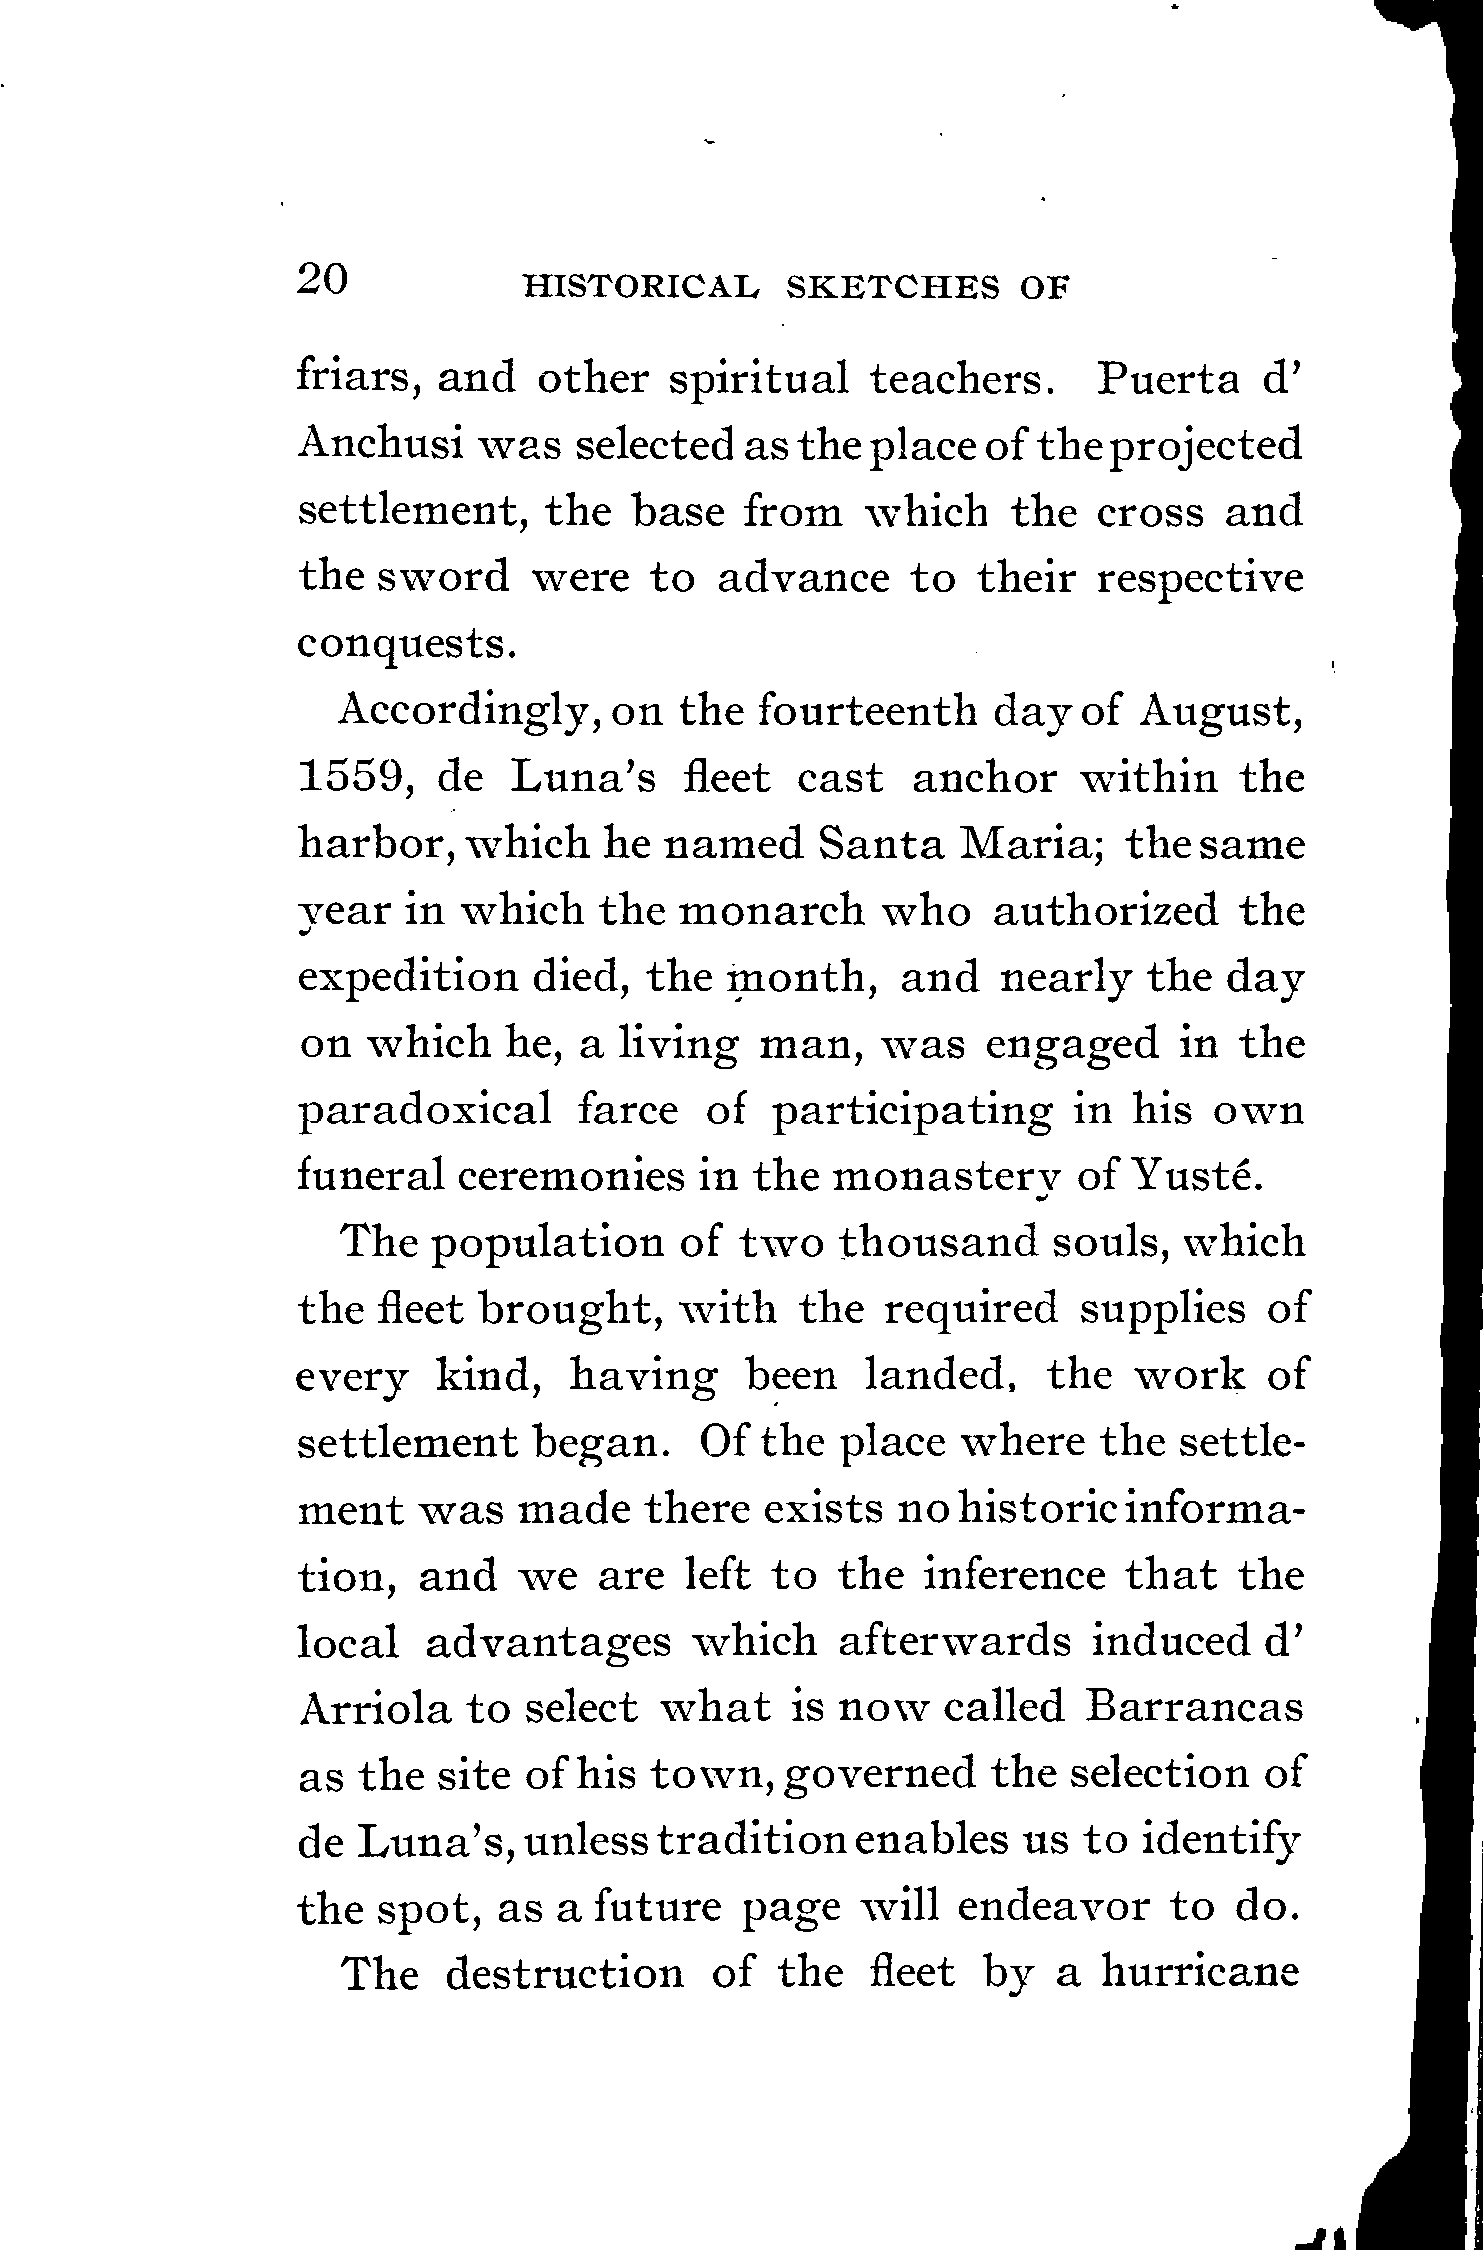 20 HISTORICAL SKETCHES OF
friars, and other spiritual teachers. Puerta d'
Anchusi was selected as the place of the projected
settlement, the base from which the cross and
the sword were to advance to their respective
conquests.
Accordingly, on the fourteenth day of August,
1559, de Luna's fleet cast anchor within the
harbor, which he named Santa Maria; the same
year in which the monarch who authorized the
expedition died, the month, and nearly the day
on which he, a living man, was engaged in the
paradoxical farce of participating in his own
funeral ceremonies in the monastery of Yusté.
The population of two thousand souls, which
the fleet brought, with the required supplies of
every kind, having been landed, the work of
settlement began. Of the place where the settle-
ment was made there exists no historic informa-
tion, and we are left to the inference that the
local advantages which afterwards induced d'
Arriola to select what is now called Barrancas
as the site of his town, governed the selection of
de Luna's, unless tradition enables us to identify
the spot, as a future page will endeavor to do.
The destruction of the fleet by a hurricane